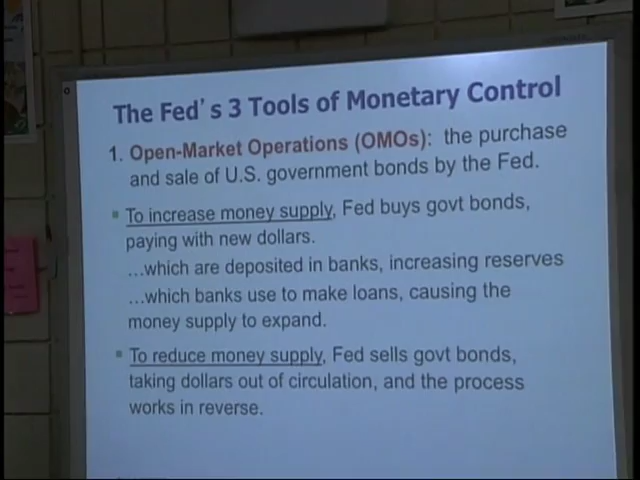 The Fed's 3 Tools of Monetary Control
1. Open-Market Operations (OMOs): the purchase
and sale of U.S. government bonds by the Fed.
▪ To increase money supply, Fed buys govt bonds,
paying with new dollars.
...which are deposited in banks, increasing reserves
...which banks use to make loans, causing the
money supply to expand.
▪ To reduce money supply, Fed sells govt bonds,
taking dollars out of circulation, and the process
works in reverse.